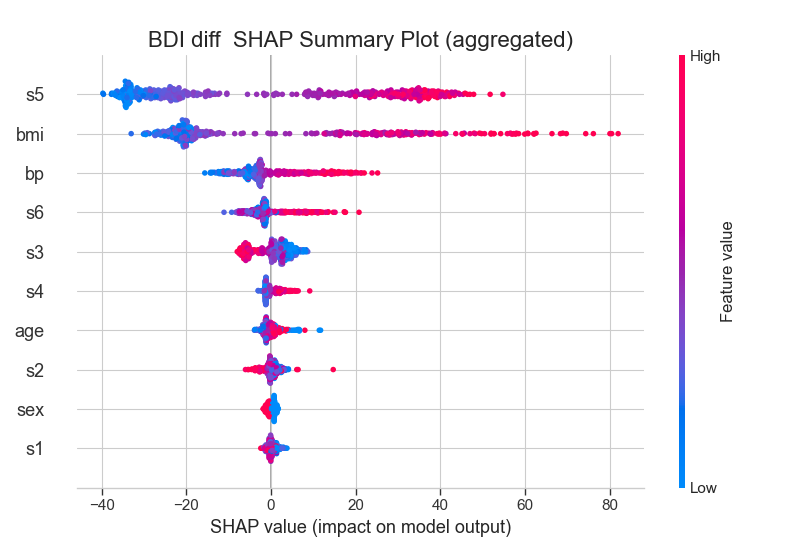 BDI diff  SHAP Summary Plot (aggregated)
High
s5
bmi
bp
s6
s3
s4
age
s2
sex
s1
Feature value
Low
−40 −20 0 20 40 60 80
SHAP value (impact on model output)